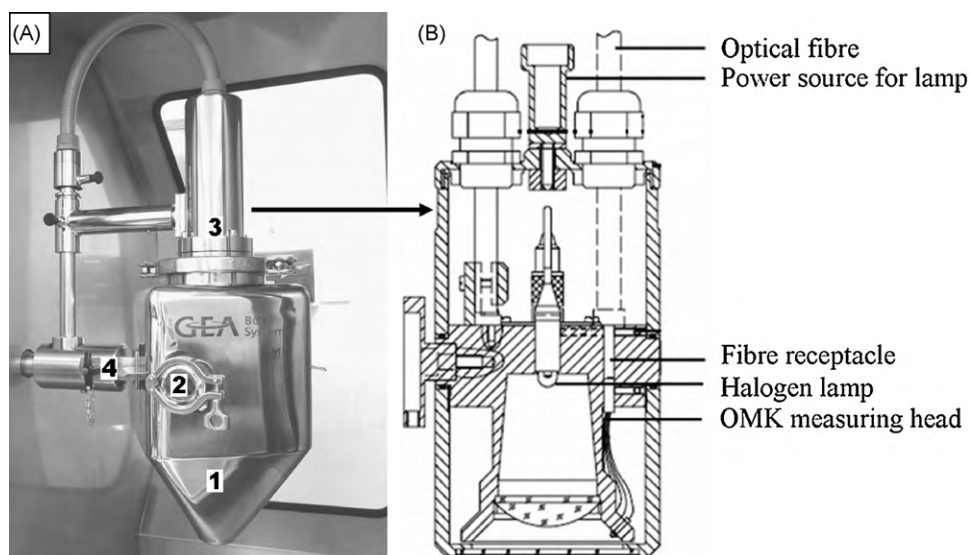 (A)
3
GEA
4
2
1
(B)
Optical fibre
Power source for lamp
Fibre receptacle
Halogen lamp
OMK measuring head